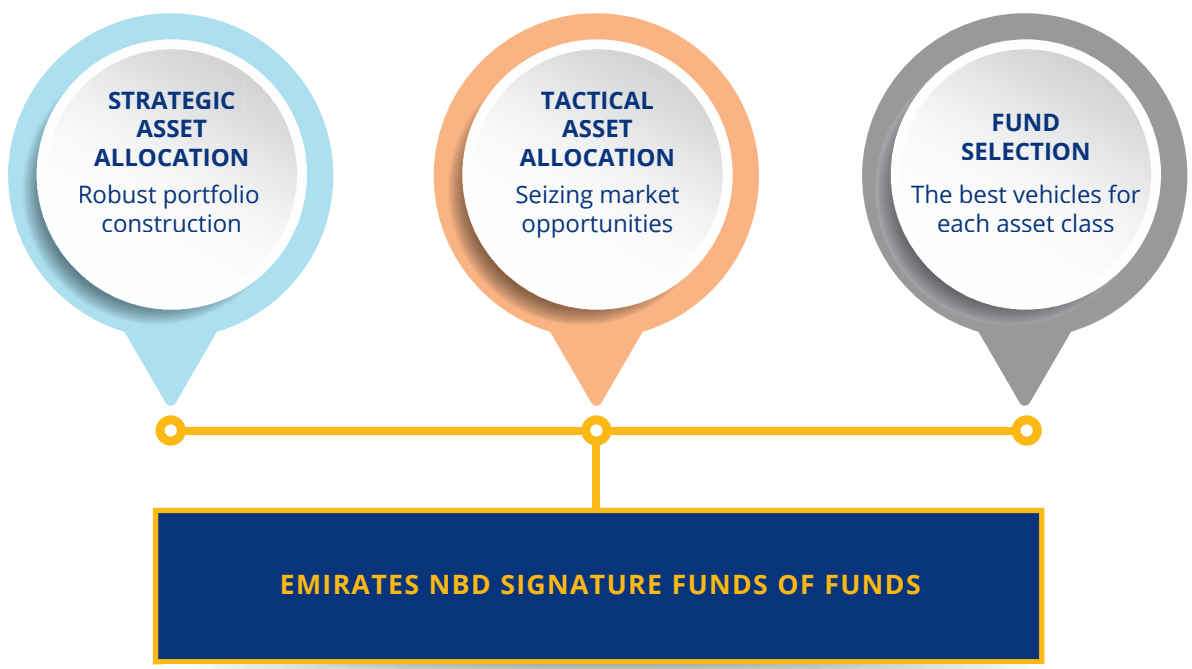 STRATEGIC
ASSET
ALLOCATION
Robust portfolio
construction
TACTICAL
ASSET
ALLOCATION
Seizing market
opportunities
FUND
SELECTION
The best vehicles for
each asset class
EMIRATES NBD SIGNATURE FUNDS OF FUNDS